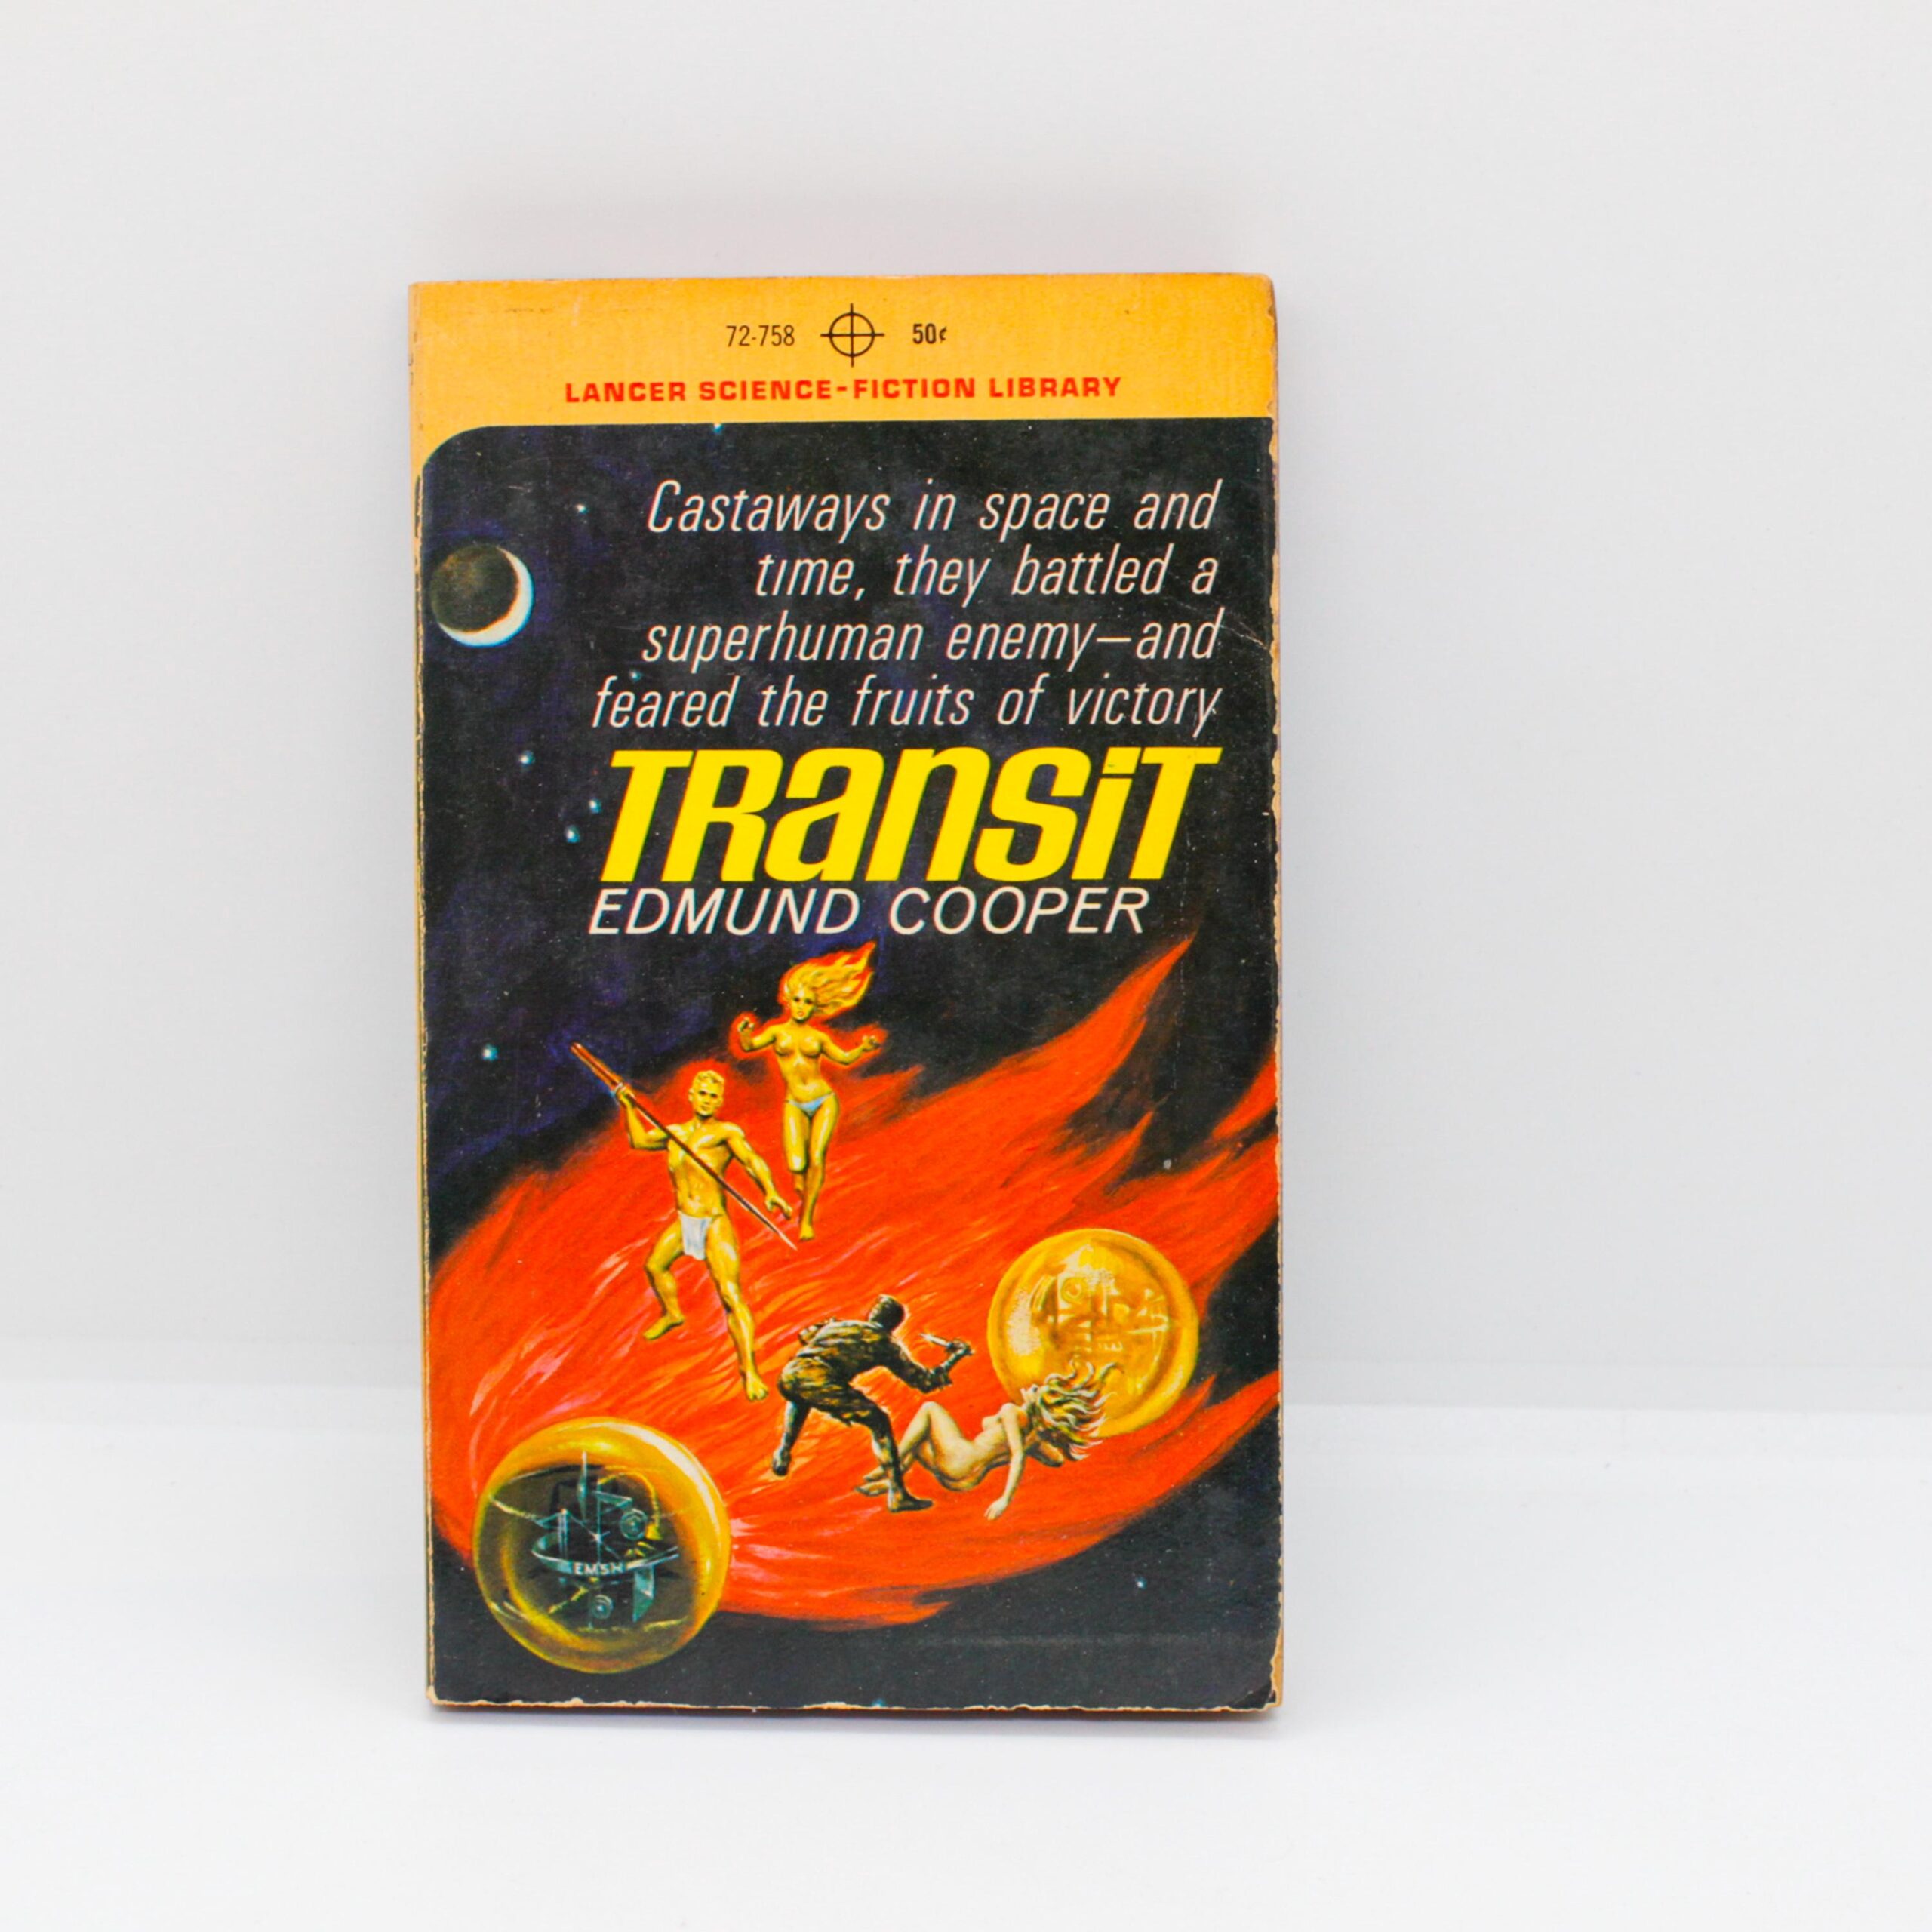 72-758 50¢
LANCER SCIENCE-FICTION LIBRARY
Castaways in space and
time, they battled a
superhuman enemy—and
feared the fruits of victory
TRansiT
EDMUND COOPER
EMSH